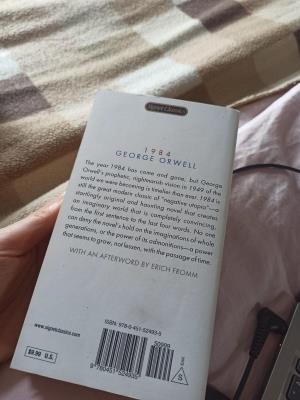 Signet Classics
1984
GEORGE ORWELL
The year 1984 has come and gone, but George
Orwell's prophetic, nightmarish vision in 1949 of the
world we were becoming is timelier than ever. 1984 is
still the great modern classic of "negative utopia"—a
startlingly original and haunting novel that creates
an imaginary world that is completely convincing,
from the first sentence to the last four words. No one
can deny the novel's hold on the imaginations of whole
generations, or the power of its admonitions—a power
that seems to grow, not lessen, with the passage of time.
WITH AN AFTERWORD BY ERICH FROMM
ISBN: 978-0-451-52493-5
50999
www.signetclassics.com
$9.99 U.S.
9 780451 524935
S